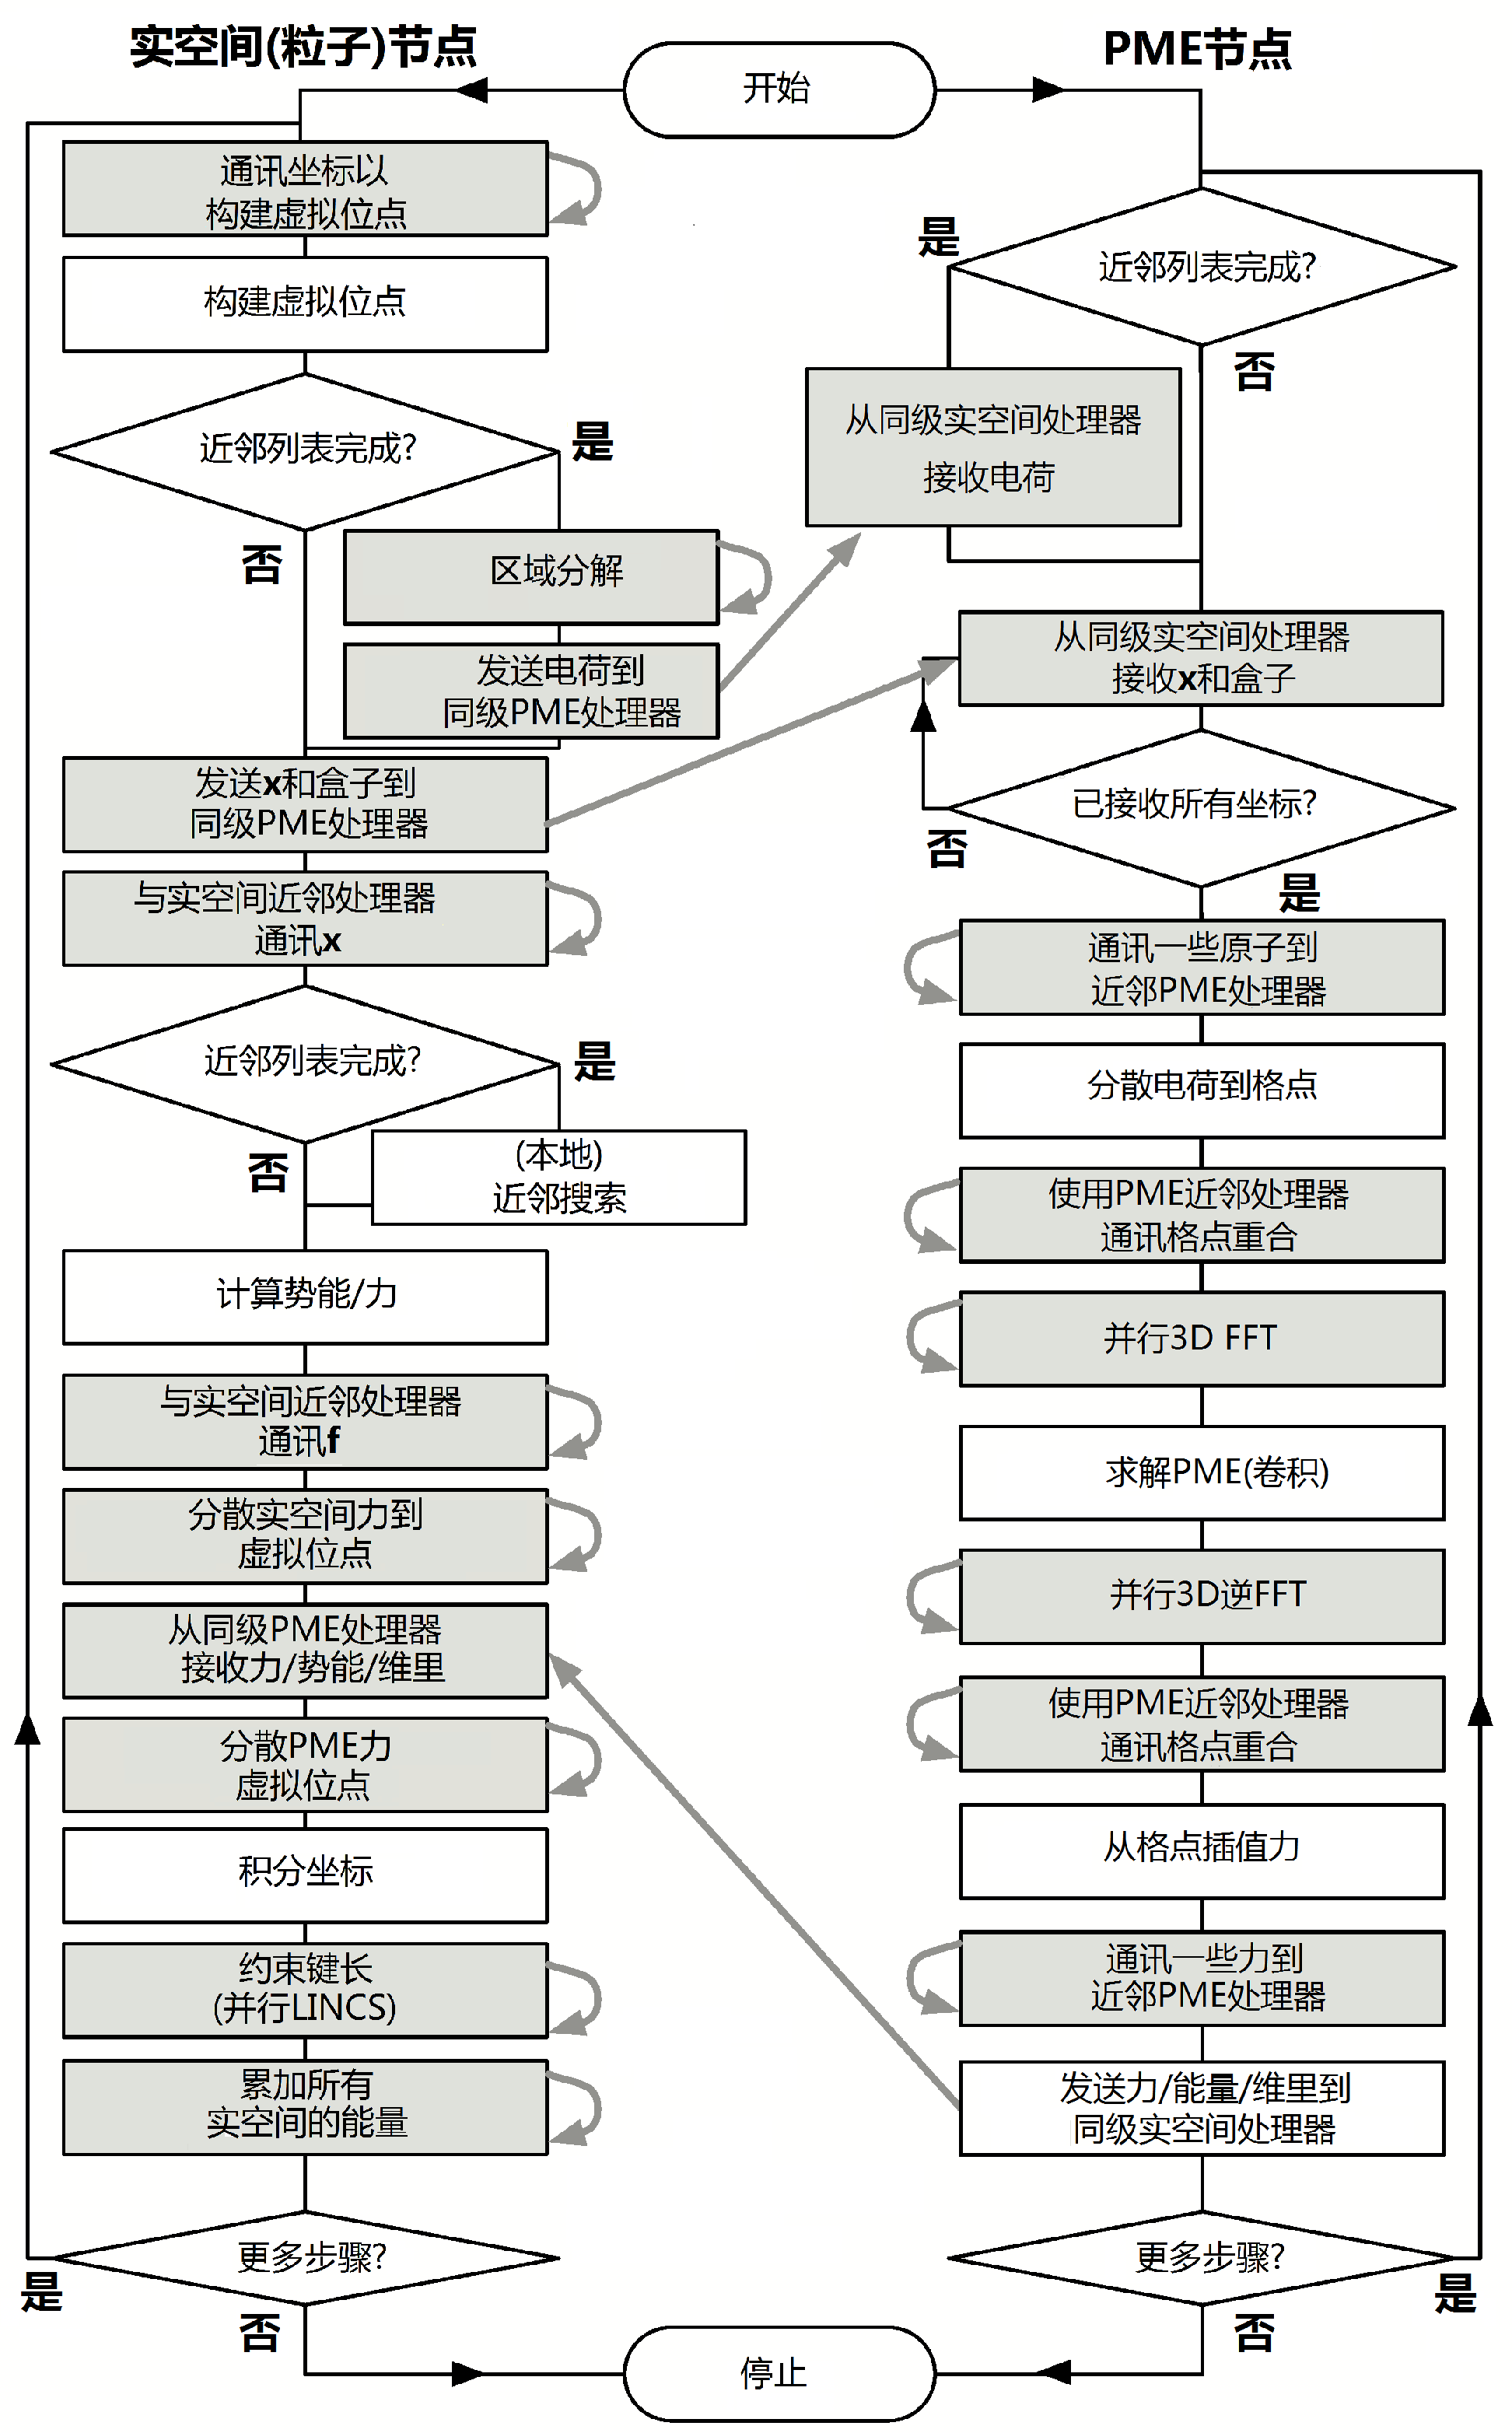 实空间(粒子)节点
PME节点
开始
通讯坐标以
构建虚拟位点
构建虚拟位点
近邻列表完成?
是
否
区域分解
发送电荷到
同级PME处理器
发送x和盒子到
同级PME处理器
与实空间近邻处理器
通讯x
近邻列表完成?
是
否
(本地)
近邻搜索
计算势能/力
与实空间近邻处理器
通讯f
分散实空间力到
虚拟位点
从同级PME处理器
接收力/势能/维里
分散PME力
虚拟位点
积分坐标
约束键长
(并行LINCS)
累加所有
实空间的能量
更多步骤?
是
否
是
近邻列表完成?
否
从同级实空间处理器
接收电荷
从同级实空间处理器
接收x和盒子
已接收所有坐标?
否
是
通讯一些原子到
近邻PME处理器
分散电荷到格点
使用PME近邻处理器
通讯格点重合
并行3D FFT
求解PME(卷积)
并行3D逆FFT
使用PME近邻处理器
通讯格点重合
从格点插值力
通讯一些力到
近邻PME处理器
发送力/能量/维里到
同级实空间处理器
更多步骤?
是
否
停止